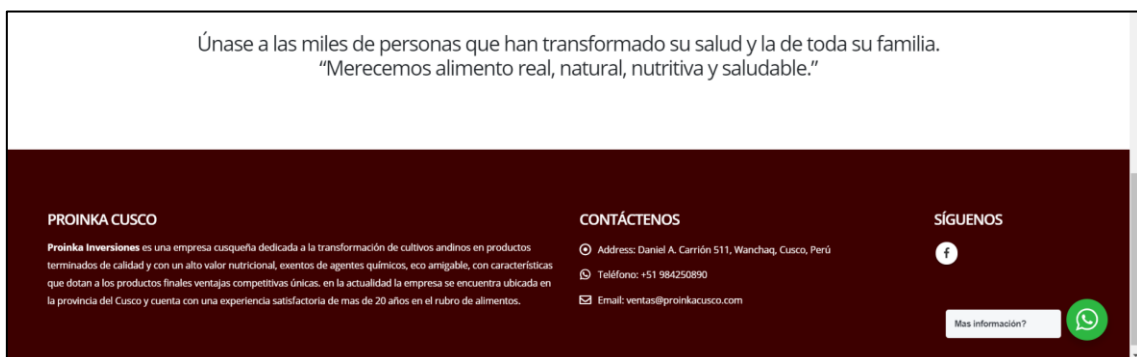 Únase a las miles de personas que han transformado su salud y la de toda su familia.
“Merecemos alimento real, natural, nutritiva y saludable.”
PROINKA CUSCO
Proinka Inversiones es una empresa cusqueña dedicada a la transformación de cultivos andinos en productos
terminados de calidad y con un alto valor nutricional, exentos de agentes químicos, eco amigable, con características
que dotan a los productos finales ventajas competitivas únicas. en la actualidad la empresa se encuentra ubicada en
la provincia del Cusco y cuenta con una experiencia satisfactoria de mas de 20 años en el rubro de alimentos.
CONTÁCTENOS
Address: Daniel A. Carrión 511, Wanchaq, Cusco, Perú
Teléfono: +51 984250890
Email: ventas@proinkacusco.com
SÍGUENOS
Mas información?